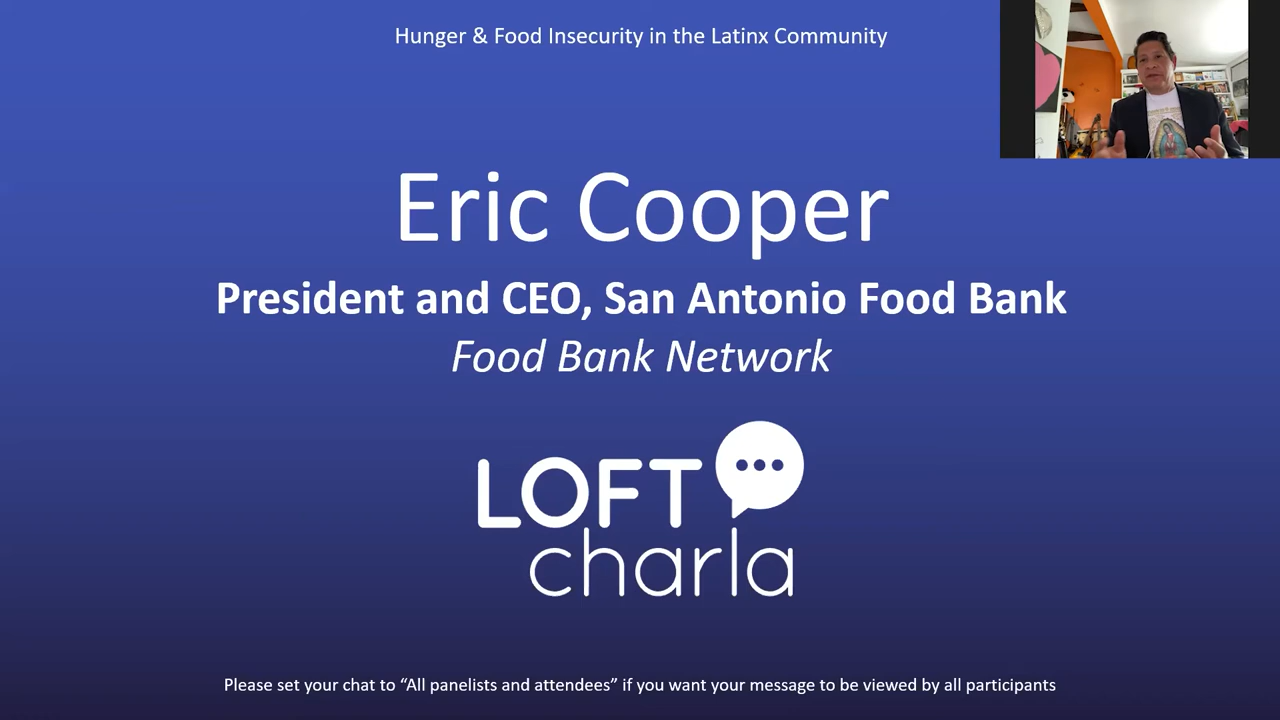 Hunger & Food Insecurity in the Latinx Community
Eric Cooper
President and CEO, San Antonio Food Bank
Food Bank Network
LOFT
charla
Please set your chat to “All panelists and attendees” if you want your message to be viewed by all participants